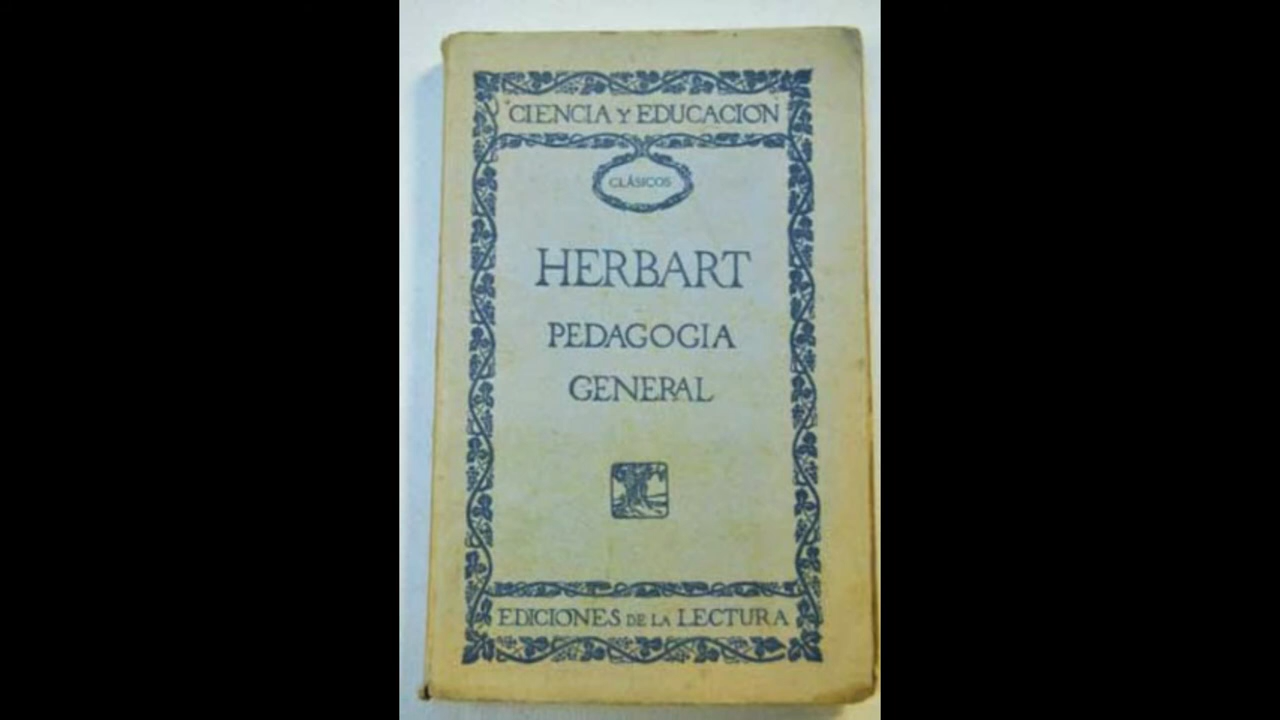 CIENCIA Y EDUCACION
CLÁSICOS
HERBART
PEDAGOGIA
GENERAL
EDICIONES DE LA LECTURA